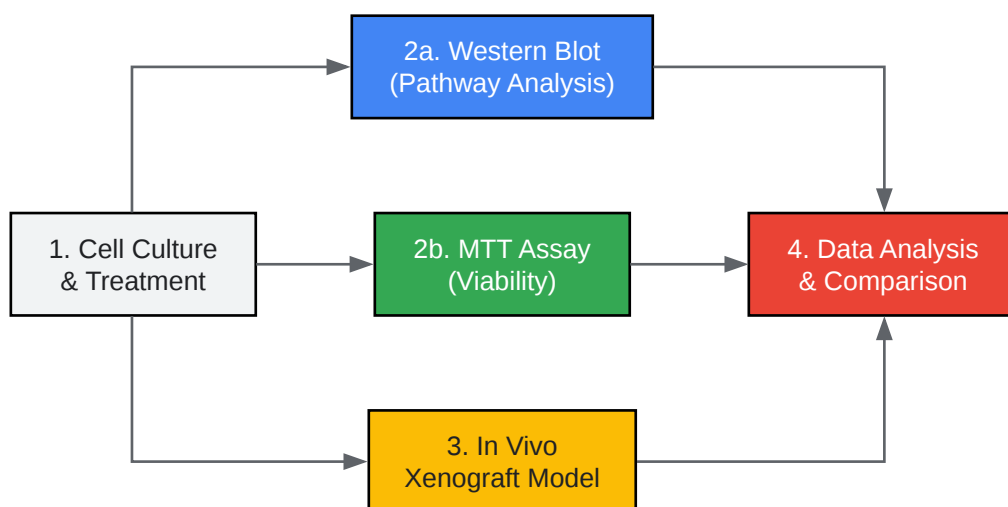 2a. Western Blot
(Pathway Analysis)
1. Cell Culture
& Treatment
2b. MTT Assay
(Viability)
4. Data Analysis
& Comparison
3. In Vivo
Xenograft Model